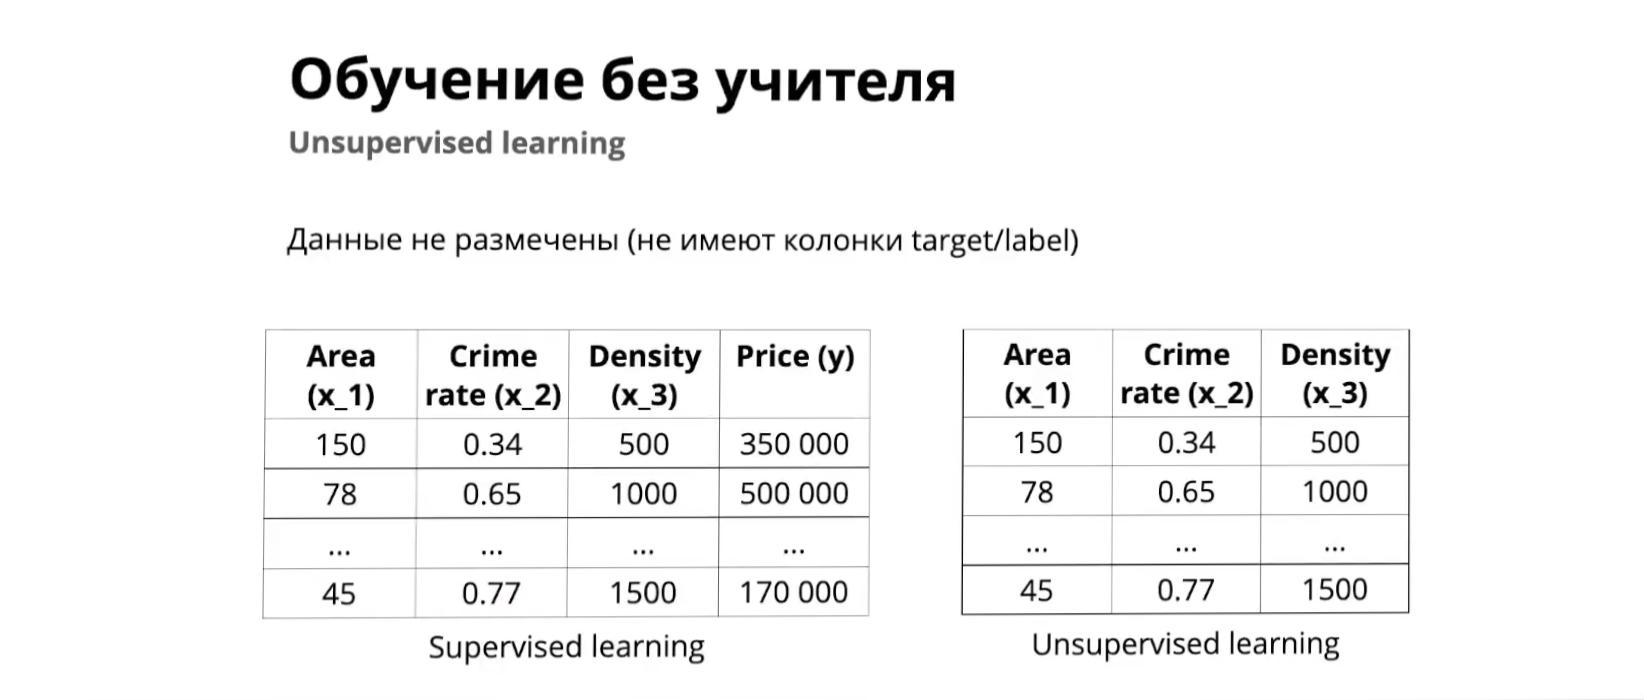 Обучение без учителя
Unsupervised learning
Данные не размечены (не имеют колонки target/label)
Area (x_1) Crime rate (x_2) Density (x_3) Price (y)
150 0.34 500 350 000
78 0.65 1000 500 000
... ... ... ...
45 0.77 1500 170 000
Supervised learning
Area (x_1) Crime rate (x_2) Density (x_3)
150 0.34 500
78 0.65 1000
... ... ...
45 0.77 1500
Unsupervised learning